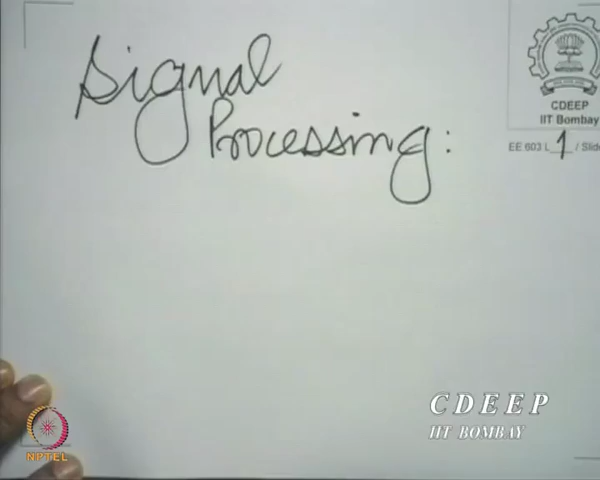 Signal
Processing:
CDEEP
IIT Bombay
EE 603 L 1 / Slide
CDEEP
IIT BOMBAY
NPTEL